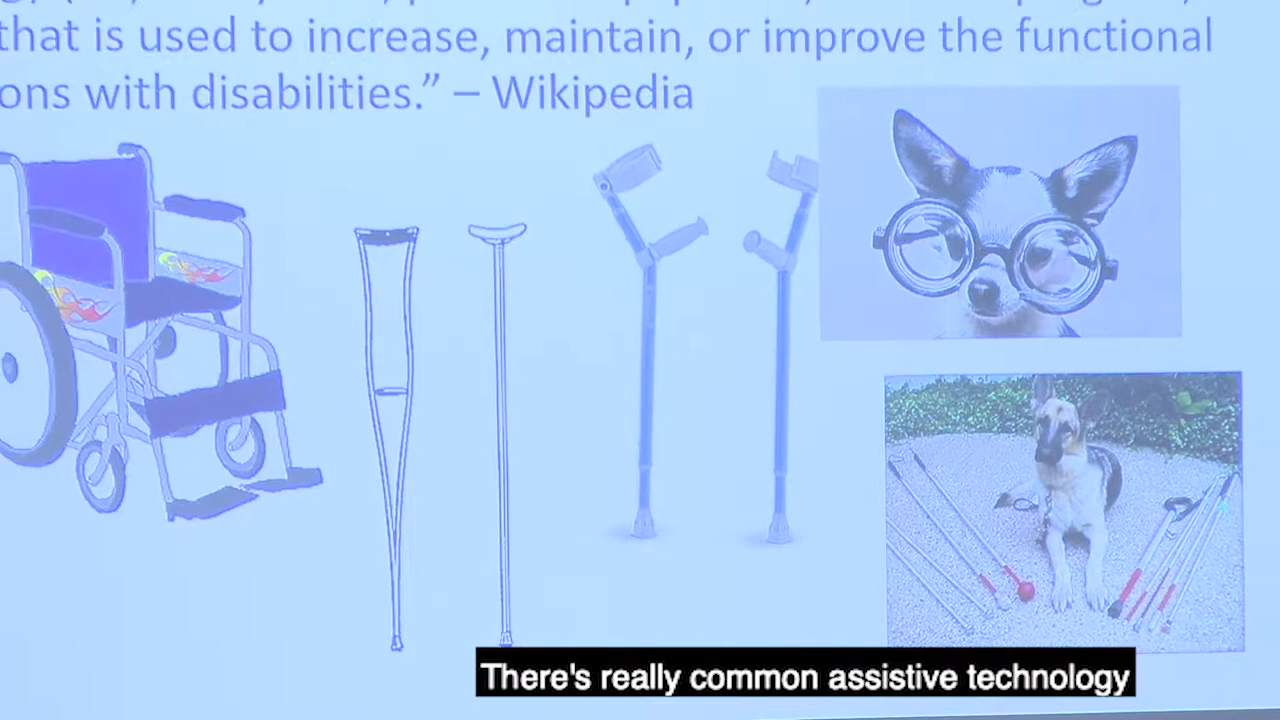 that is used to increase, maintain, or improve the functional
ons with disabilities.” – Wikipedia
There's really common assistive technology